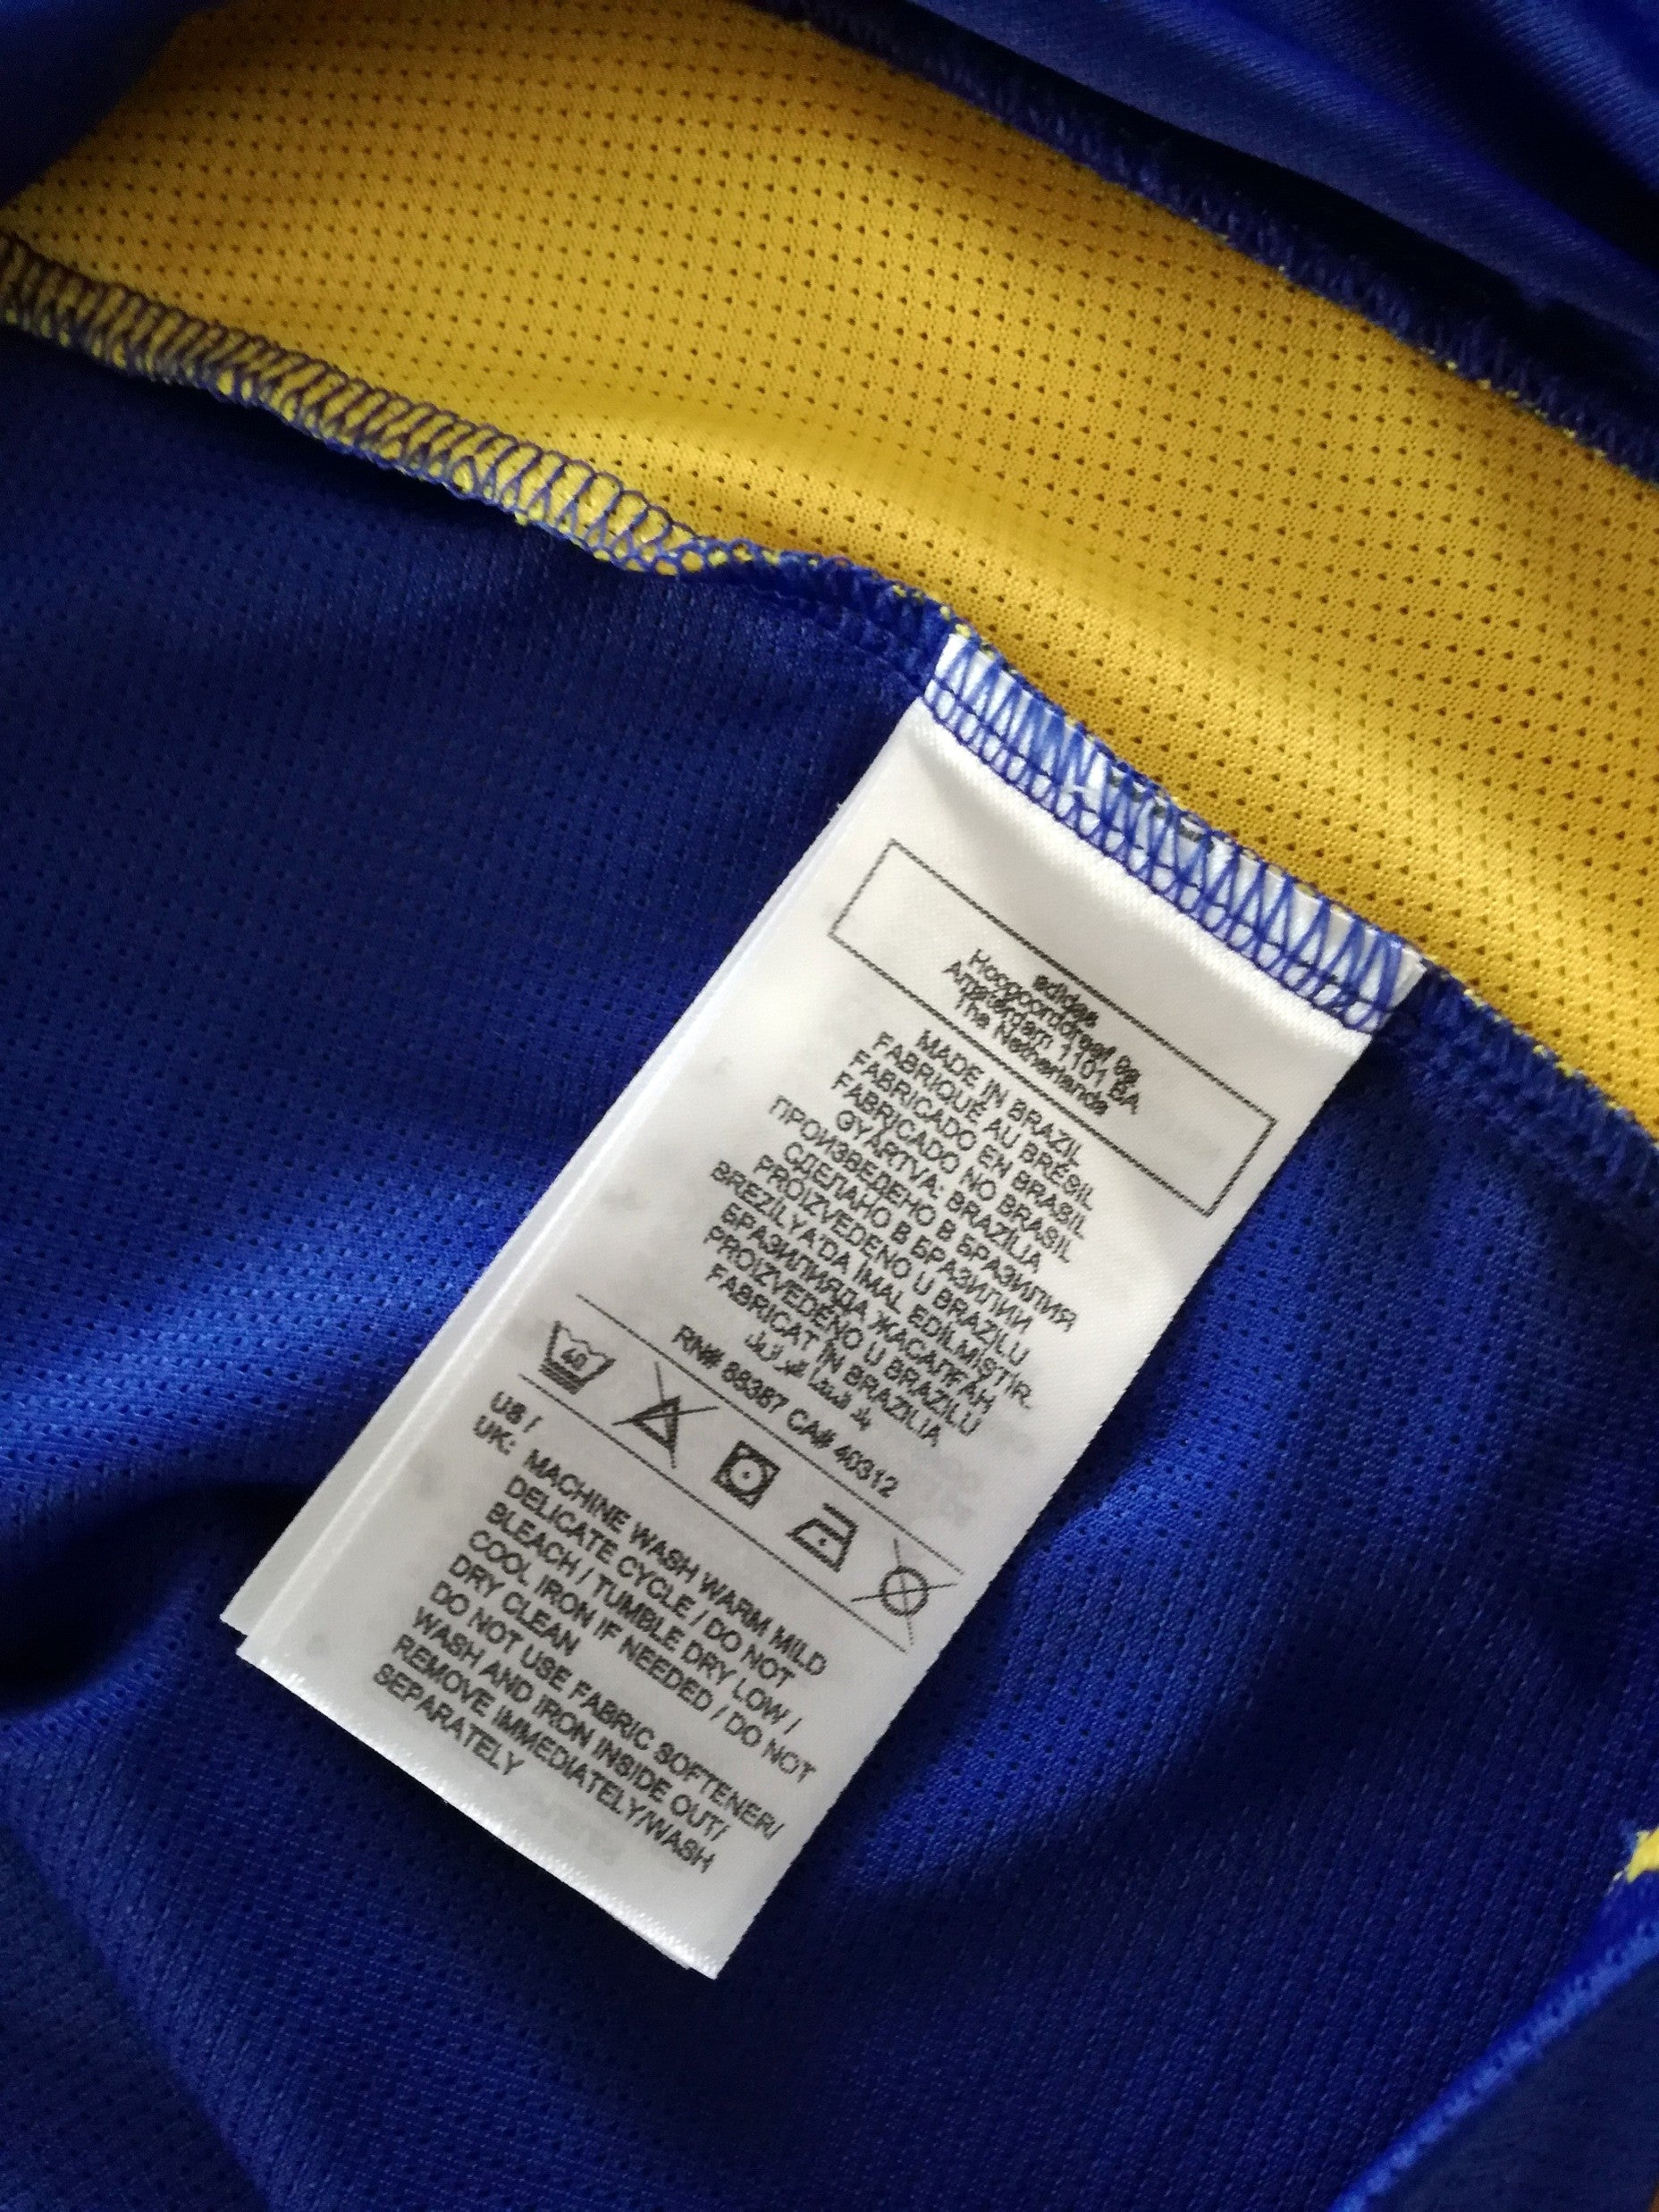 adidas
Hoogoorddreef 9a,
Amsterdam 1101 BA
The Netherlands
MADE IN BRAZIL
FABRIQUÉ AU BRÉSIL
FABRICADO EN BRASIL
FABRICADO NO BRASIL
GYÁRTVA: BRAZÍLIA
ПРОИЗВЕДЕНО В БРАЗИЛИЯ
СДЕЛАНО В БРАЗИЛИИ
PROIZVEDENO U BRAZILU
BREZİLYA'DA İMAL EDİLMİŞTİR.
БРАЗИЛИЯДА ЖАСАЛҒАН
PROIZVEDENO U BRAZILU
FABRICAT ÎN BRAZILIA
RN# 88387 CA# 40312
40
US /
UK: MACHINE WASH WARM MILD
DELICATE CYCLE / DO NOT
BLEACH / TUMBLE DRY LOW /
COOL IRON IF NEEDED / DO NOT
DRY CLEAN
DO NOT USE FABRIC SOFTENER/
WASH AND IRON INSIDE OUT/
REMOVE IMMEDIATELY/WASH
SEPARATELY